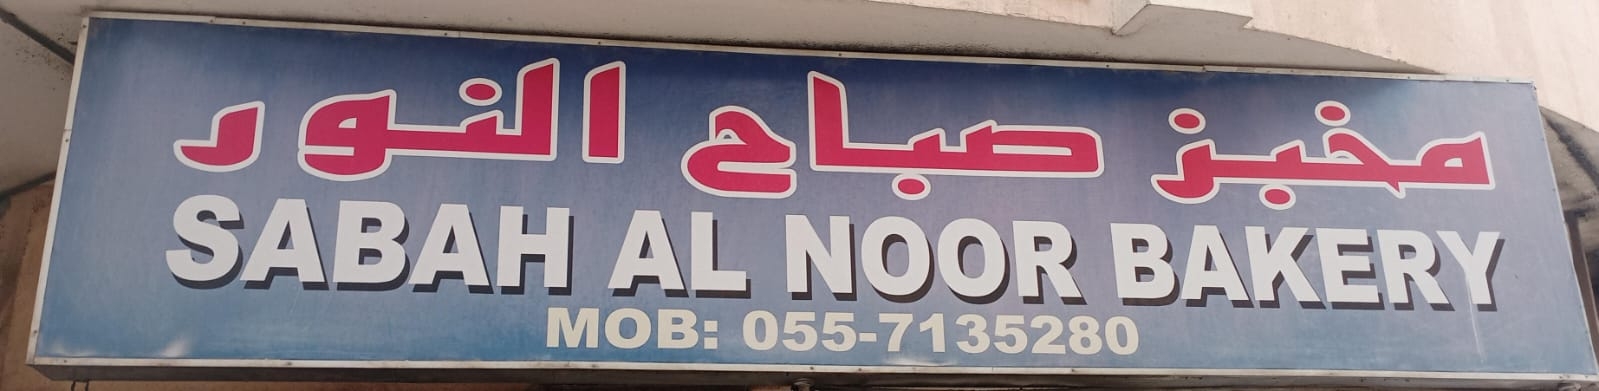 مخبز صباح النور
SABAH AL NOOR BAKERY
MOB: 055-7135280